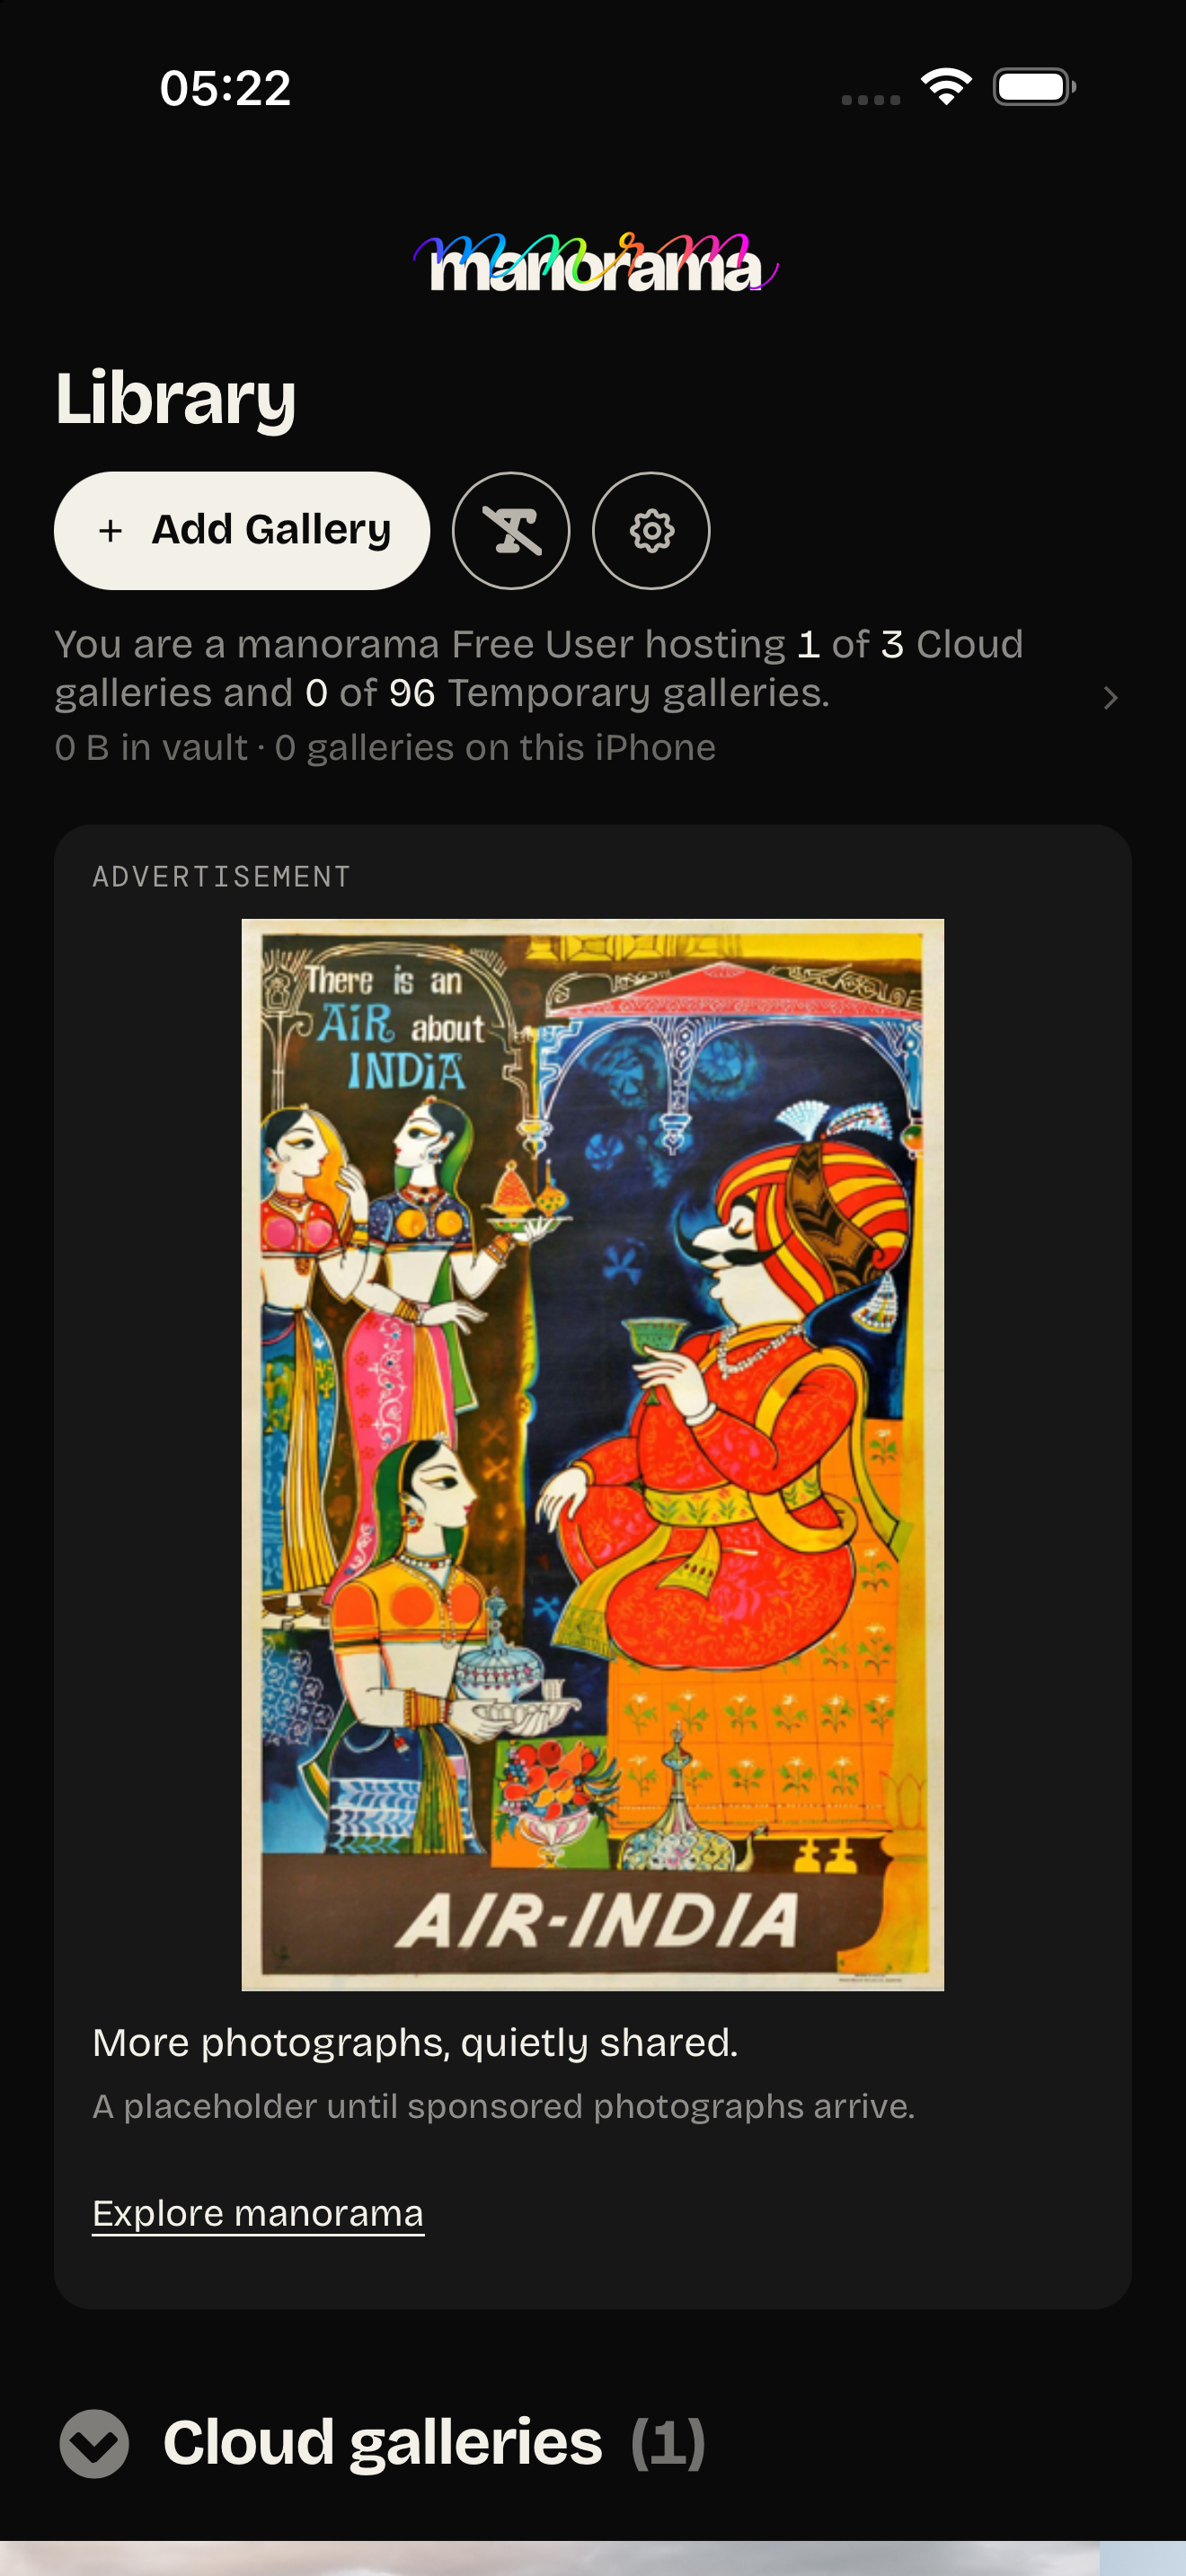 05:22
manorama
Library
+ Add Gallery
You are a manorama Free User hosting 1 of 3 Cloud
galleries and 0 of 96 Temporary galleries.
0 B in vault · 0 galleries on this iPhone
ADVERTISEMENT
There is an
AiR about
INDiA
AIR-INDIA
More photographs, quietly shared.
A placeholder until sponsored photographs arrive.
Explore manorama
Cloud galleries (1)